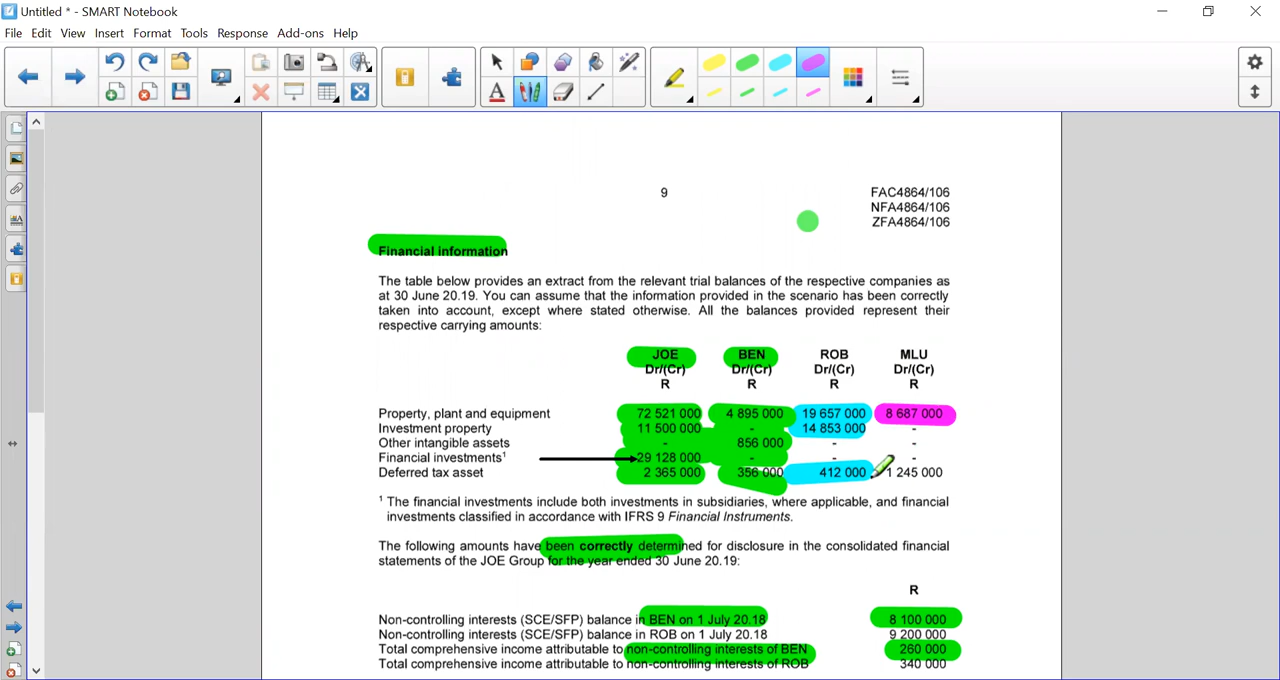 Untitled * - SMART Notebook
File Edit View Insert Format Tools Response Add-ons Help
9
FAC4864/106
NFA4864/106
ZFA4864/106
Financial information
The table below provides an extract from the relevant trial balances of the respective companies as
at 30 June 20.19. You can assume that the information provided in the scenario has been correctly
taken into account, except where stated otherwise. All the balances provided represent their
respective carrying amounts:
JOE BEN ROB MLU
Dr/(Cr) Dr/(Cr) Dr/(Cr) Dr/(Cr)
R R R R
Property, plant and equipment 72 521 000 4 895 000 19 657 000 8 687 000
Investment property 11 500 000 - 14 853 000 -
Other intangible assets - 856 000 - -
Financial investments¹ 29 128 000 - - -
Deferred tax asset 2 365 000 356 000 412 000 1 245 000
¹ The financial investments include both investments in subsidiaries, where applicable, and financial
investments classified in accordance with IFRS 9 Financial Instruments.
The following amounts have been correctly determined for disclosure in the consolidated financial
statements of the JOE Group for the year ended 30 June 20.19:
R
Non-controlling interests (SCE/SFP) balance in BEN on 1 July 20.18 8 100 000
Non-controlling interests (SCE/SFP) balance in ROB on 1 July 20.18 9 200 000
Total comprehensive income attributable to non-controlling interests of BEN 260 000
Total comprehensive income attributable to non-controlling interests of ROB 340 000